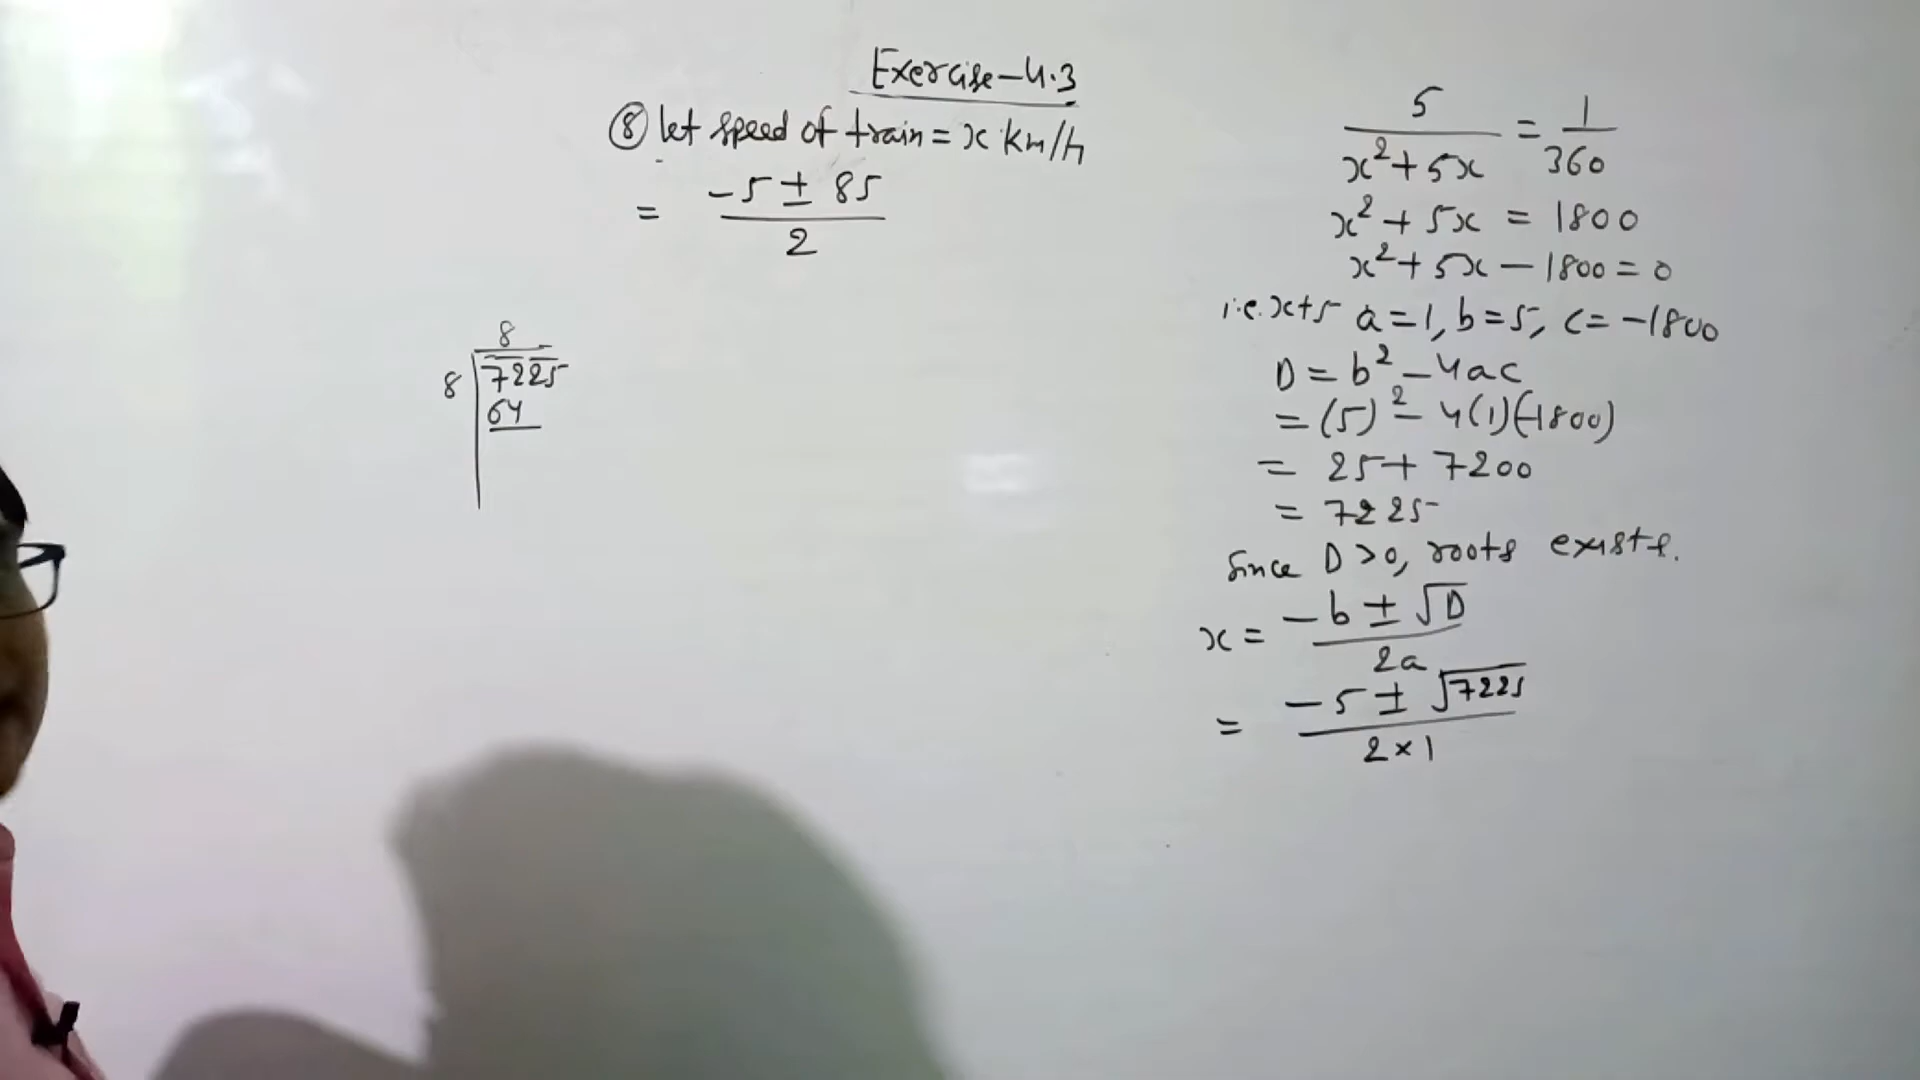 Exercise-4.3
⑧ let speed of train = x km/h
= (-5 ± 85)/2
8
8 7225
64
5/(x²+5x) = 1/360
x²+5x = 1800
x²+5x-1800=0
i.e. x+5 a=1, b=5, c=-1800
D = b²-4ac
= (5)² - 4(1)(-1800)
= 25+7200
= 7225
Since D>0, roots exists.
x = (-b ± √D)/2a
= (-5 ± √7225)/(2×1)